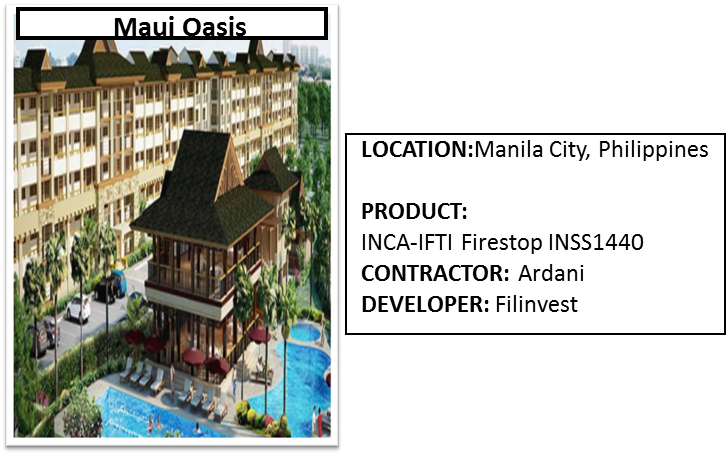 Maui Oasis
LOCATION:Manila City, Philippines
PRODUCT:
INCA-IFTI Firestop INSS1440
CONTRACTOR: Ardani
DEVELOPER: Filinvest